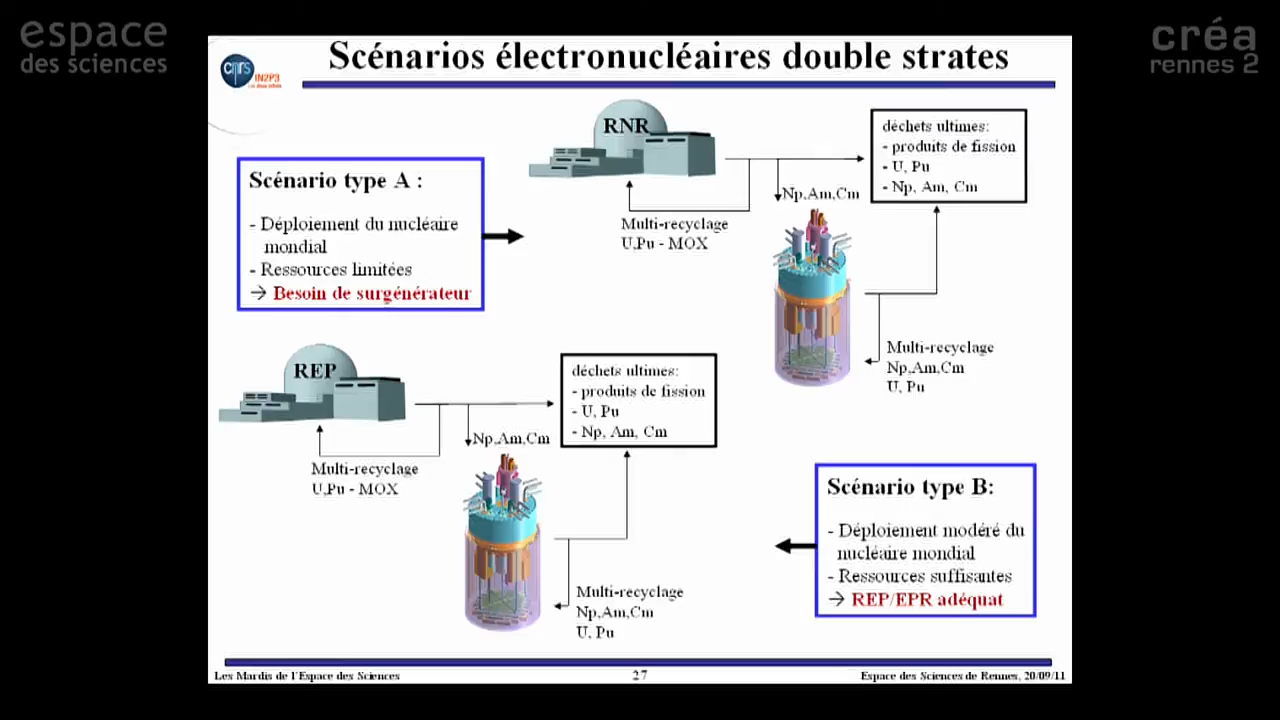 espace
des sciences
créa
rennes 2
cnrs
IN2P3
Scénarios électronucléaires double strates
RNR
déchets ultimes:
- produits de fission
- U, Pu
- Np, Am, Cm
Scénario type A :
- Déploiement du nucléaire
mondial
- Ressources limitées
→ Besoin de surgénérateur
Np,Am,Cm
Multi-recyclage
U,Pu - MOX
Multi-recyclage
Np,Am,Cm
U, Pu
REP
déchets ultimes:
- produits de fission
- U, Pu
- Np, Am, Cm
Np,Am,Cm
Multi-recyclage
U,Pu - MOX
Scénario type B:
- Déploiement modéré du
nucléaire mondial
- Ressources suffisantes
→ REP/EPR adéquat
Multi-recyclage
Np,Am,Cm
U, Pu
Les Mardis de l'Espace des Sciences
27
Espace des Sciences de Rennes, 20/09/11